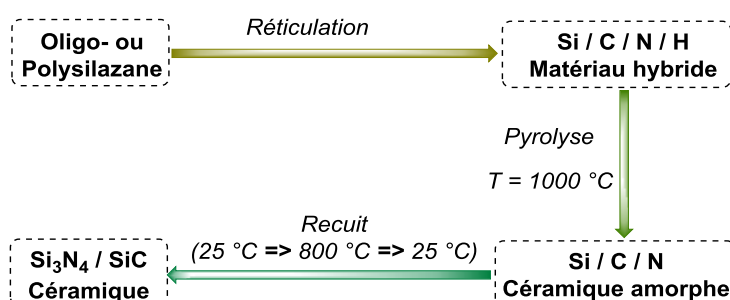 Réticulation
Oligo- ou
Polysilazane
Si / C / N / H
Matériau hybride
Pyrolyse
T = 1000 °C
Recuit
(25 °C => 800 °C => 25 °C)
Si₃N₄ / SiC
Céramique
Si / C / N
Céramique amorphe